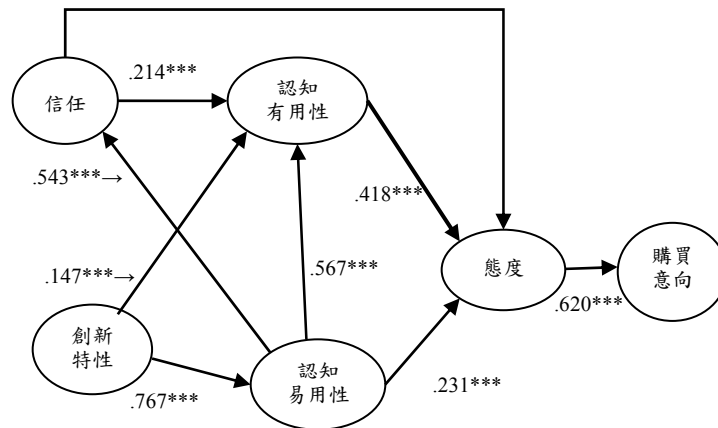 .214***
信任
認知
有用性
.543***→
.418***
.147***→
.567***
態度
購買
意向
.620***
創新
特性
認知
易用性
.767***
.231***